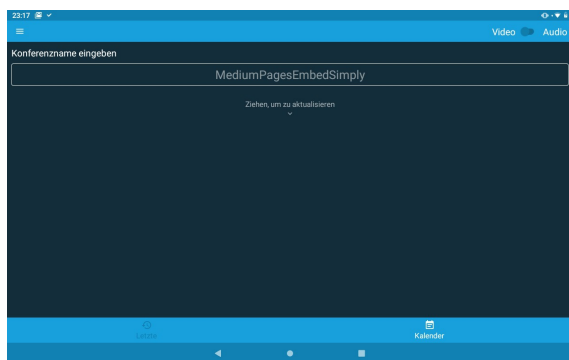 23:17
Video Audio
Konferenzname eingeben
MediumPagesEmbedSimply
Ziehen, um zu aktualisieren
Letzte
Kalender